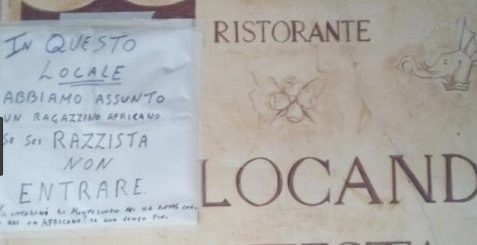 IN QUESTO
LOCALE
ABBIAMO ASSUNTO
UN RAGAZZINO AFRICANO
SE SEI RAZZISTA
NON
ENTRARE.
RISTORANTE
LOCAND